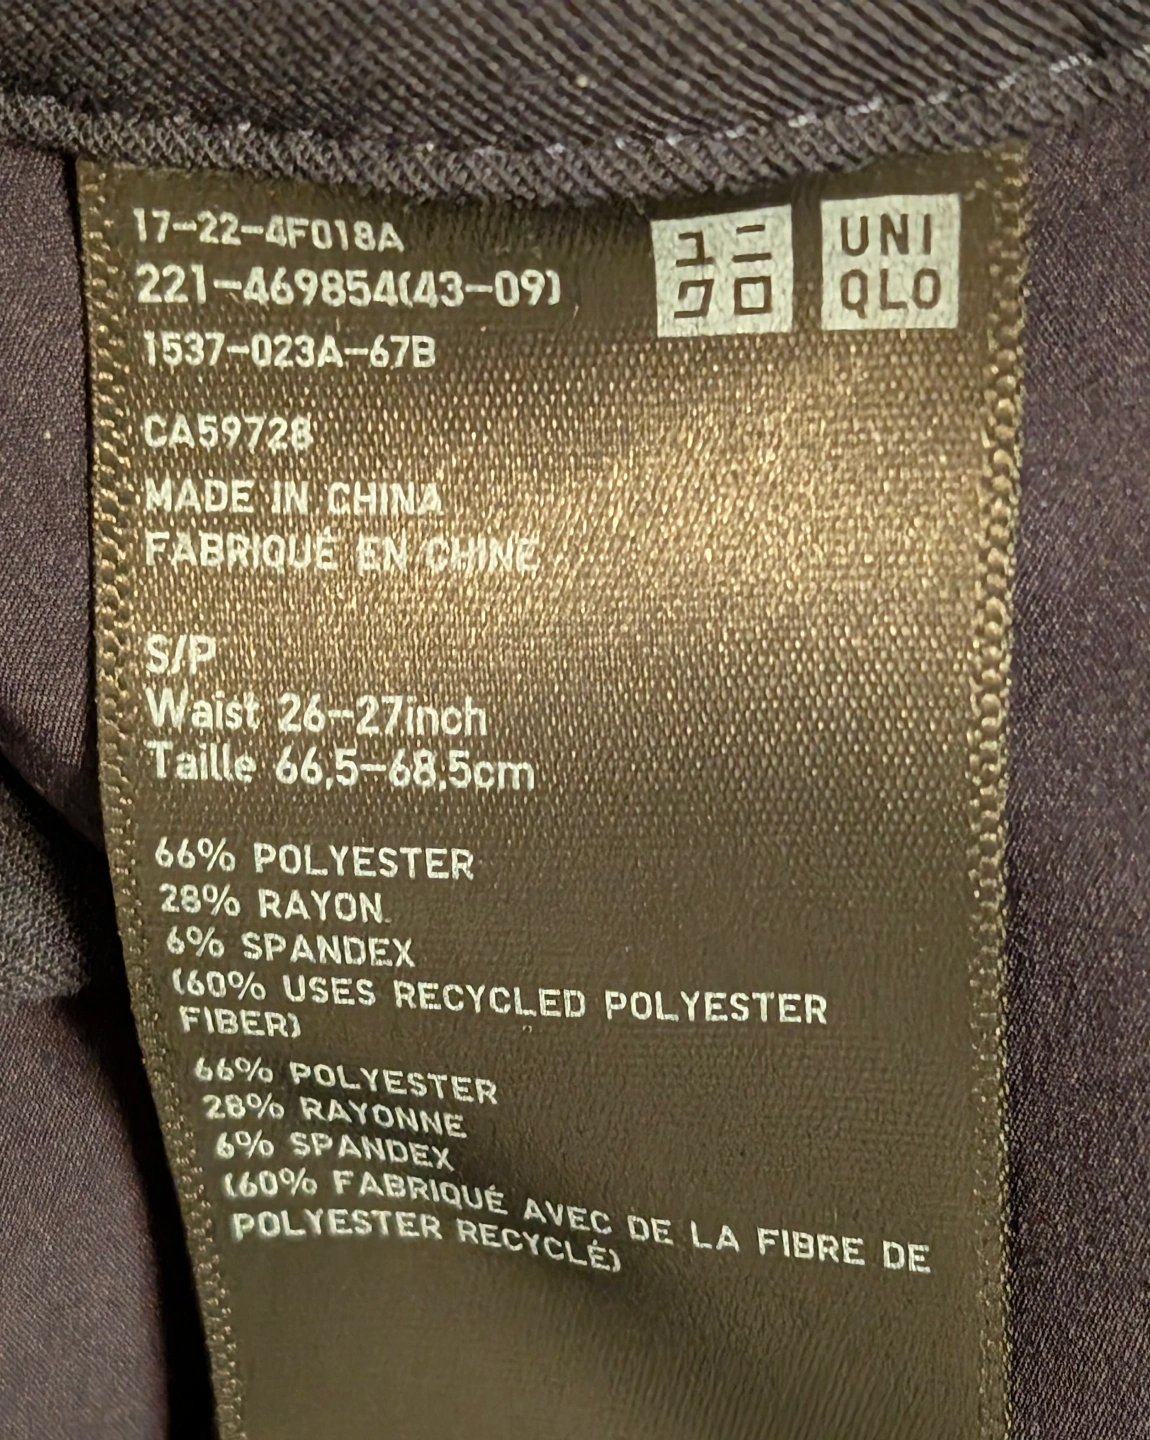 17-22-4F018A
221-469854(43-09)
1537-023A-67B
ユニ
クロ
UNI
QLO
CA59728
MADE IN CHINA
FABRIQUÉ EN CHINE
S/P
Waist 26-27inch
Taille 66,5-68,5cm
66% POLYESTER
28% RAYON
6% SPANDEX
(60% USES RECYCLED POLYESTER
FIBER)
66% POLYESTER
28% RAYONNE
6% SPANDEX
(60% FABRIQUÉ AVEC DE LA FIBRE DE
POLYESTER RECYCLÉ)